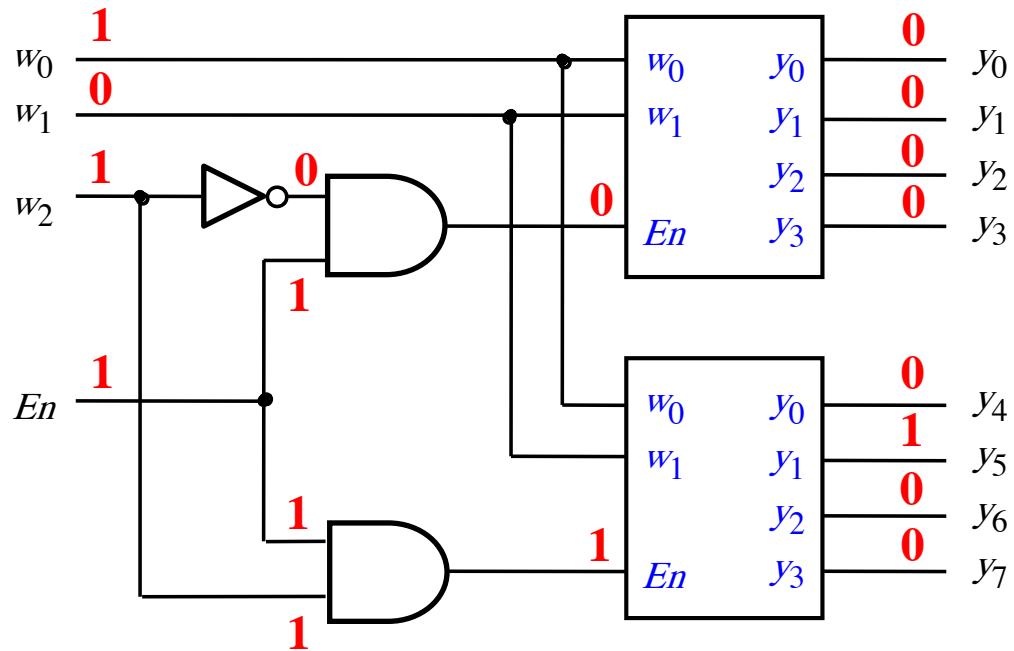 1 0
w0 w0 y0 y0
0 0
w1 w1 y1 y1
1 0 0
w2 y2 y2
0 0
En y3 y3
1
1 0
En w0 y0 y4
1
w1 y1 y5
1 0
y2 y6
1 0
En y3 y7
1